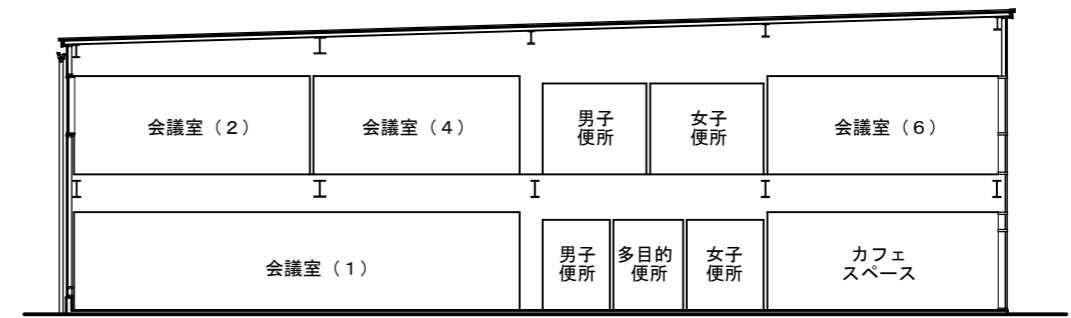 会議室（２）
会議室（４）
男子
便所
女子
便所
会議室（６）
会議室（１）
男子
便所
多目的
便所
女子
便所
カフェ
スペース